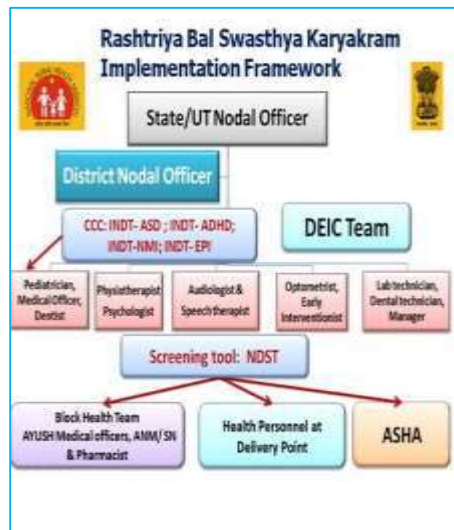 Rashtriya Bal Swasthya Karyakram
Implementation Framework
State/UT Nodal Officer
District Nodal Officer
CCC: INDT- ASD ; INDT- ADHD;
INDT-NMI; INDT- EPI
DEIC Team
Pediatrician,
Medical Officer,
Dentist
Physiotherapist
Psychologist
Audiologist &
Speech therapist
Optometrist,
Early
Interventionist
Lab technician,
Dental technician,
Manager
Screening tool: NDST
Block Health Team
AYUSH Medical officers, ANM/ SN
& Pharmacist
Health Personnel at
Delivery Point
ASHA